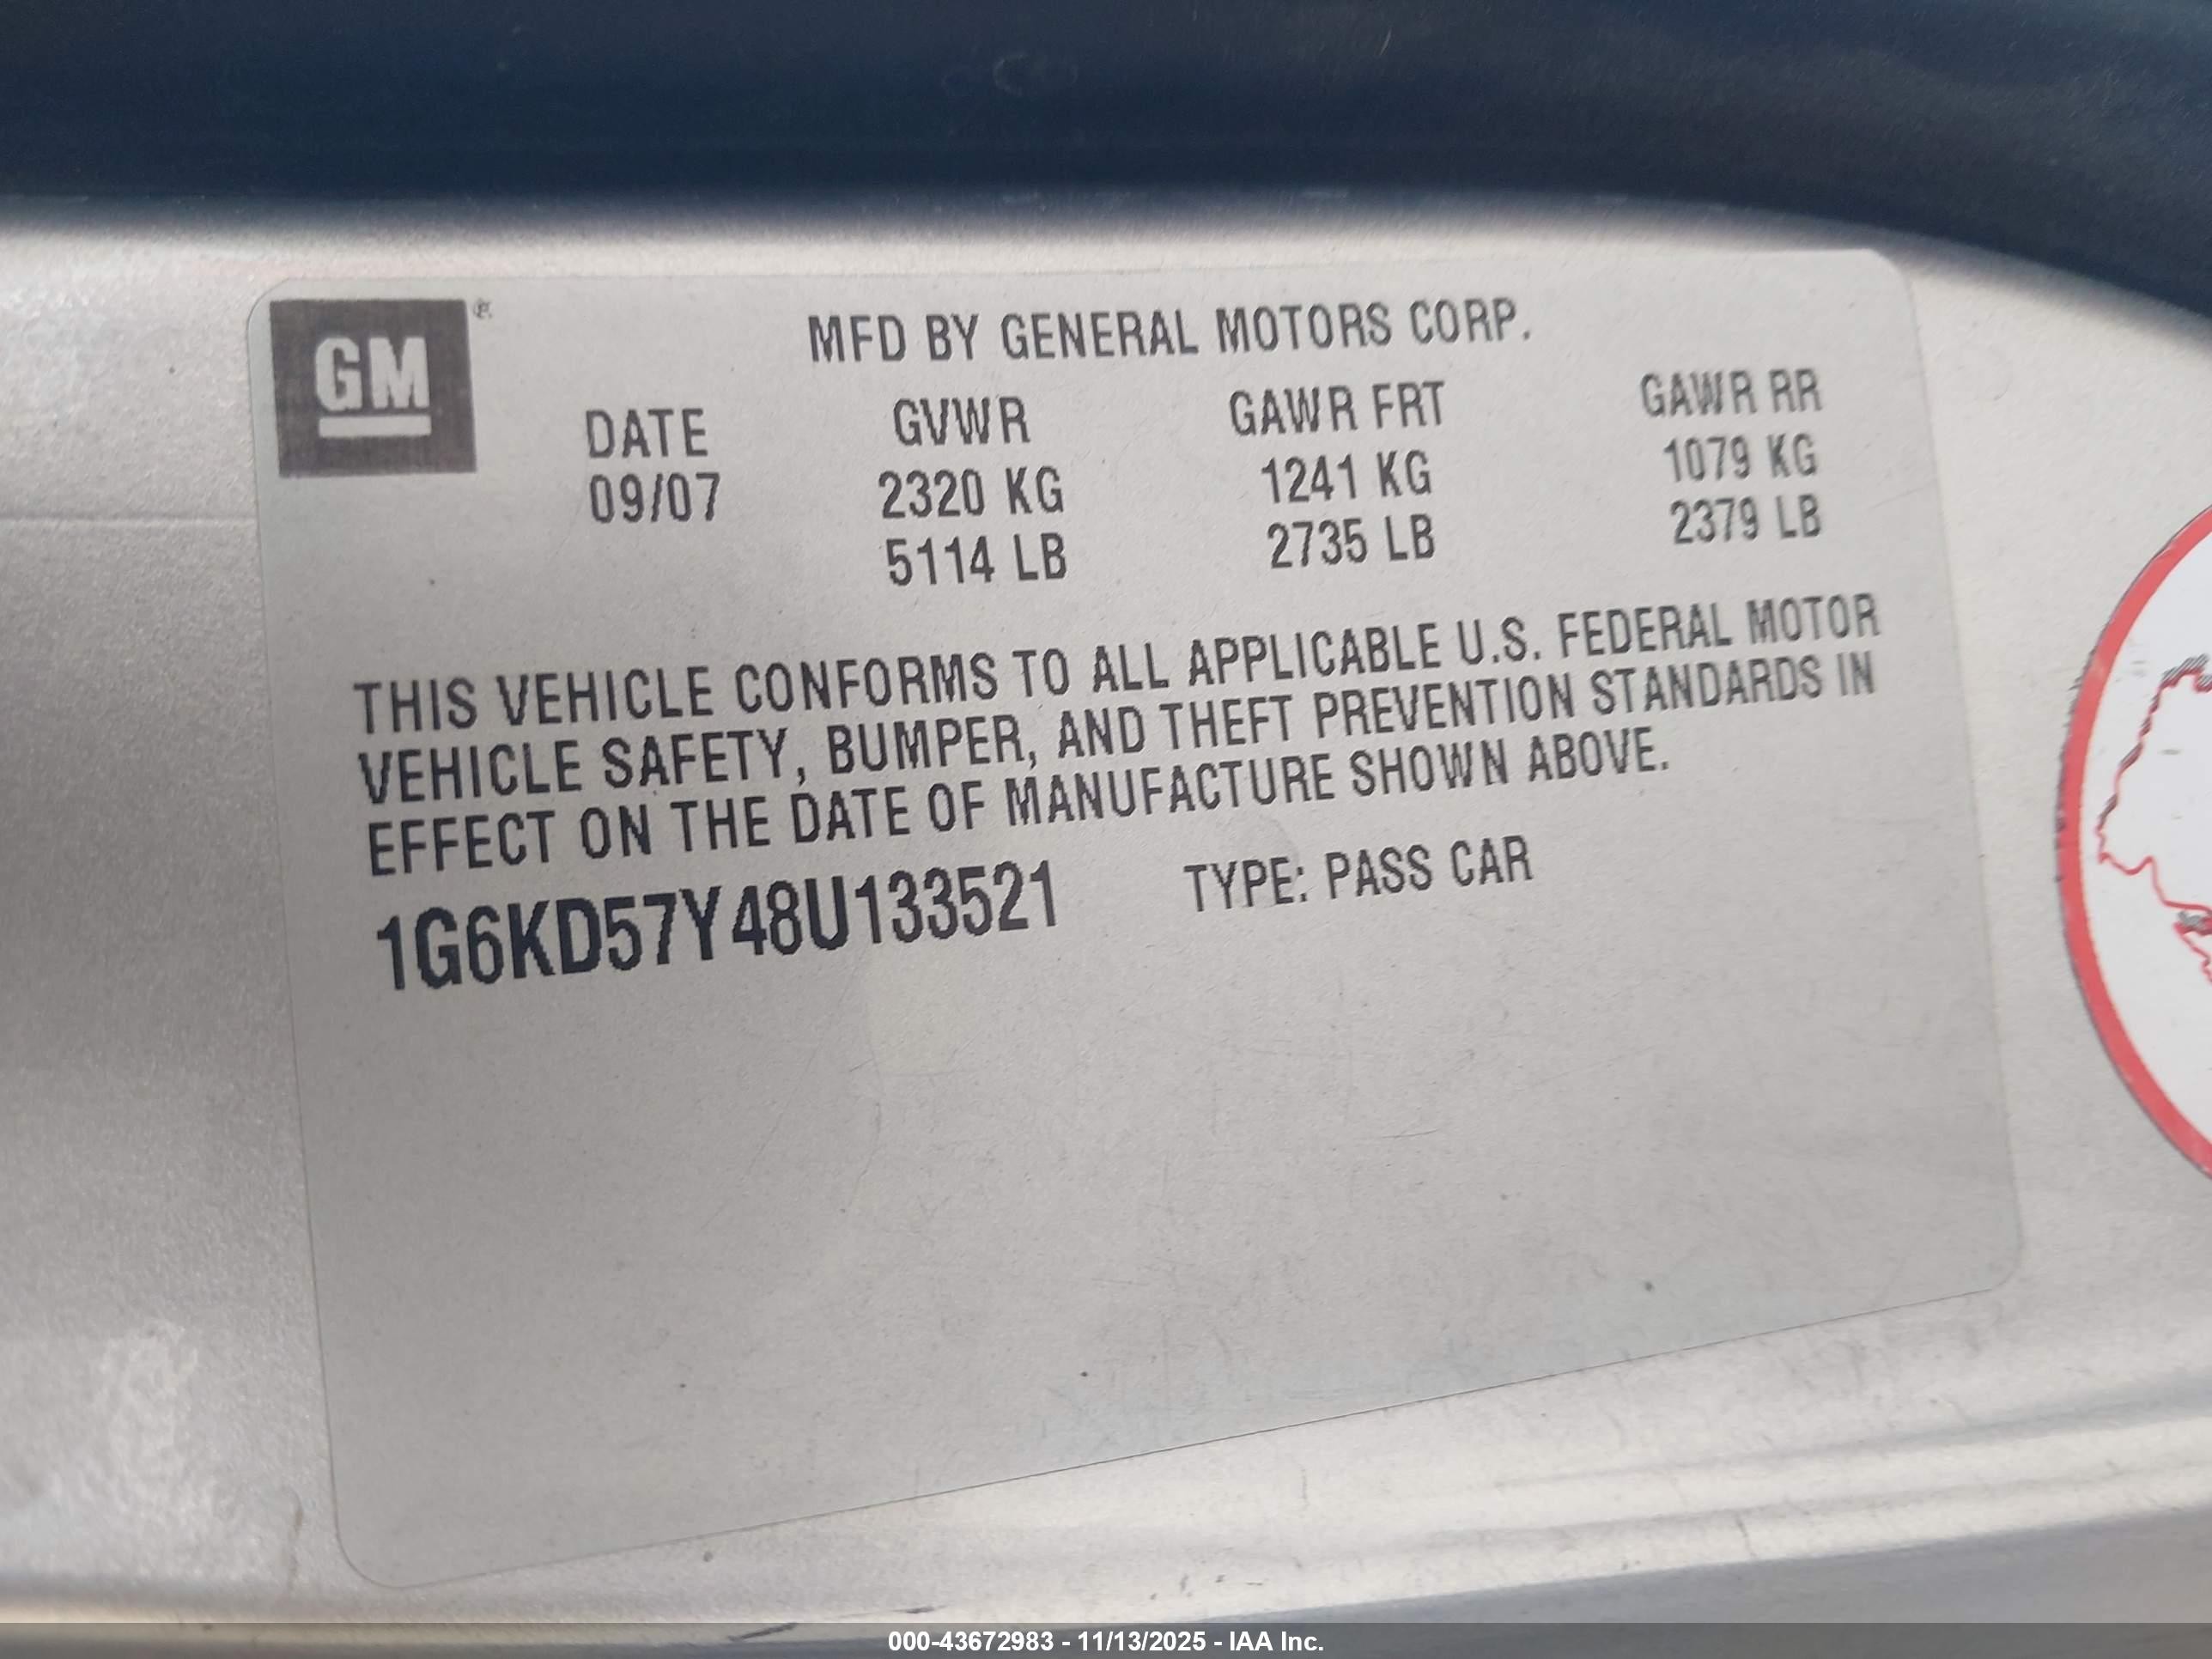 GM
MFD BY GENERAL MOTORS CORP.
DATE GVWR GAWR FRT GAWR RR
09/07 2320 KG 1241 KG 1079 KG
5114 LB 2735 LB 2379 LB
THIS VEHICLE CONFORMS TO ALL APPLICABLE U.S. FEDERAL MOTOR
VEHICLE SAFETY, BUMPER, AND THEFT PREVENTION STANDARDS IN
EFFECT ON THE DATE OF MANUFACTURE SHOWN ABOVE.
1G6KD57Y48U133521 TYPE: PASS CAR
000-43672983 - 11/13/2025 - IAA Inc.